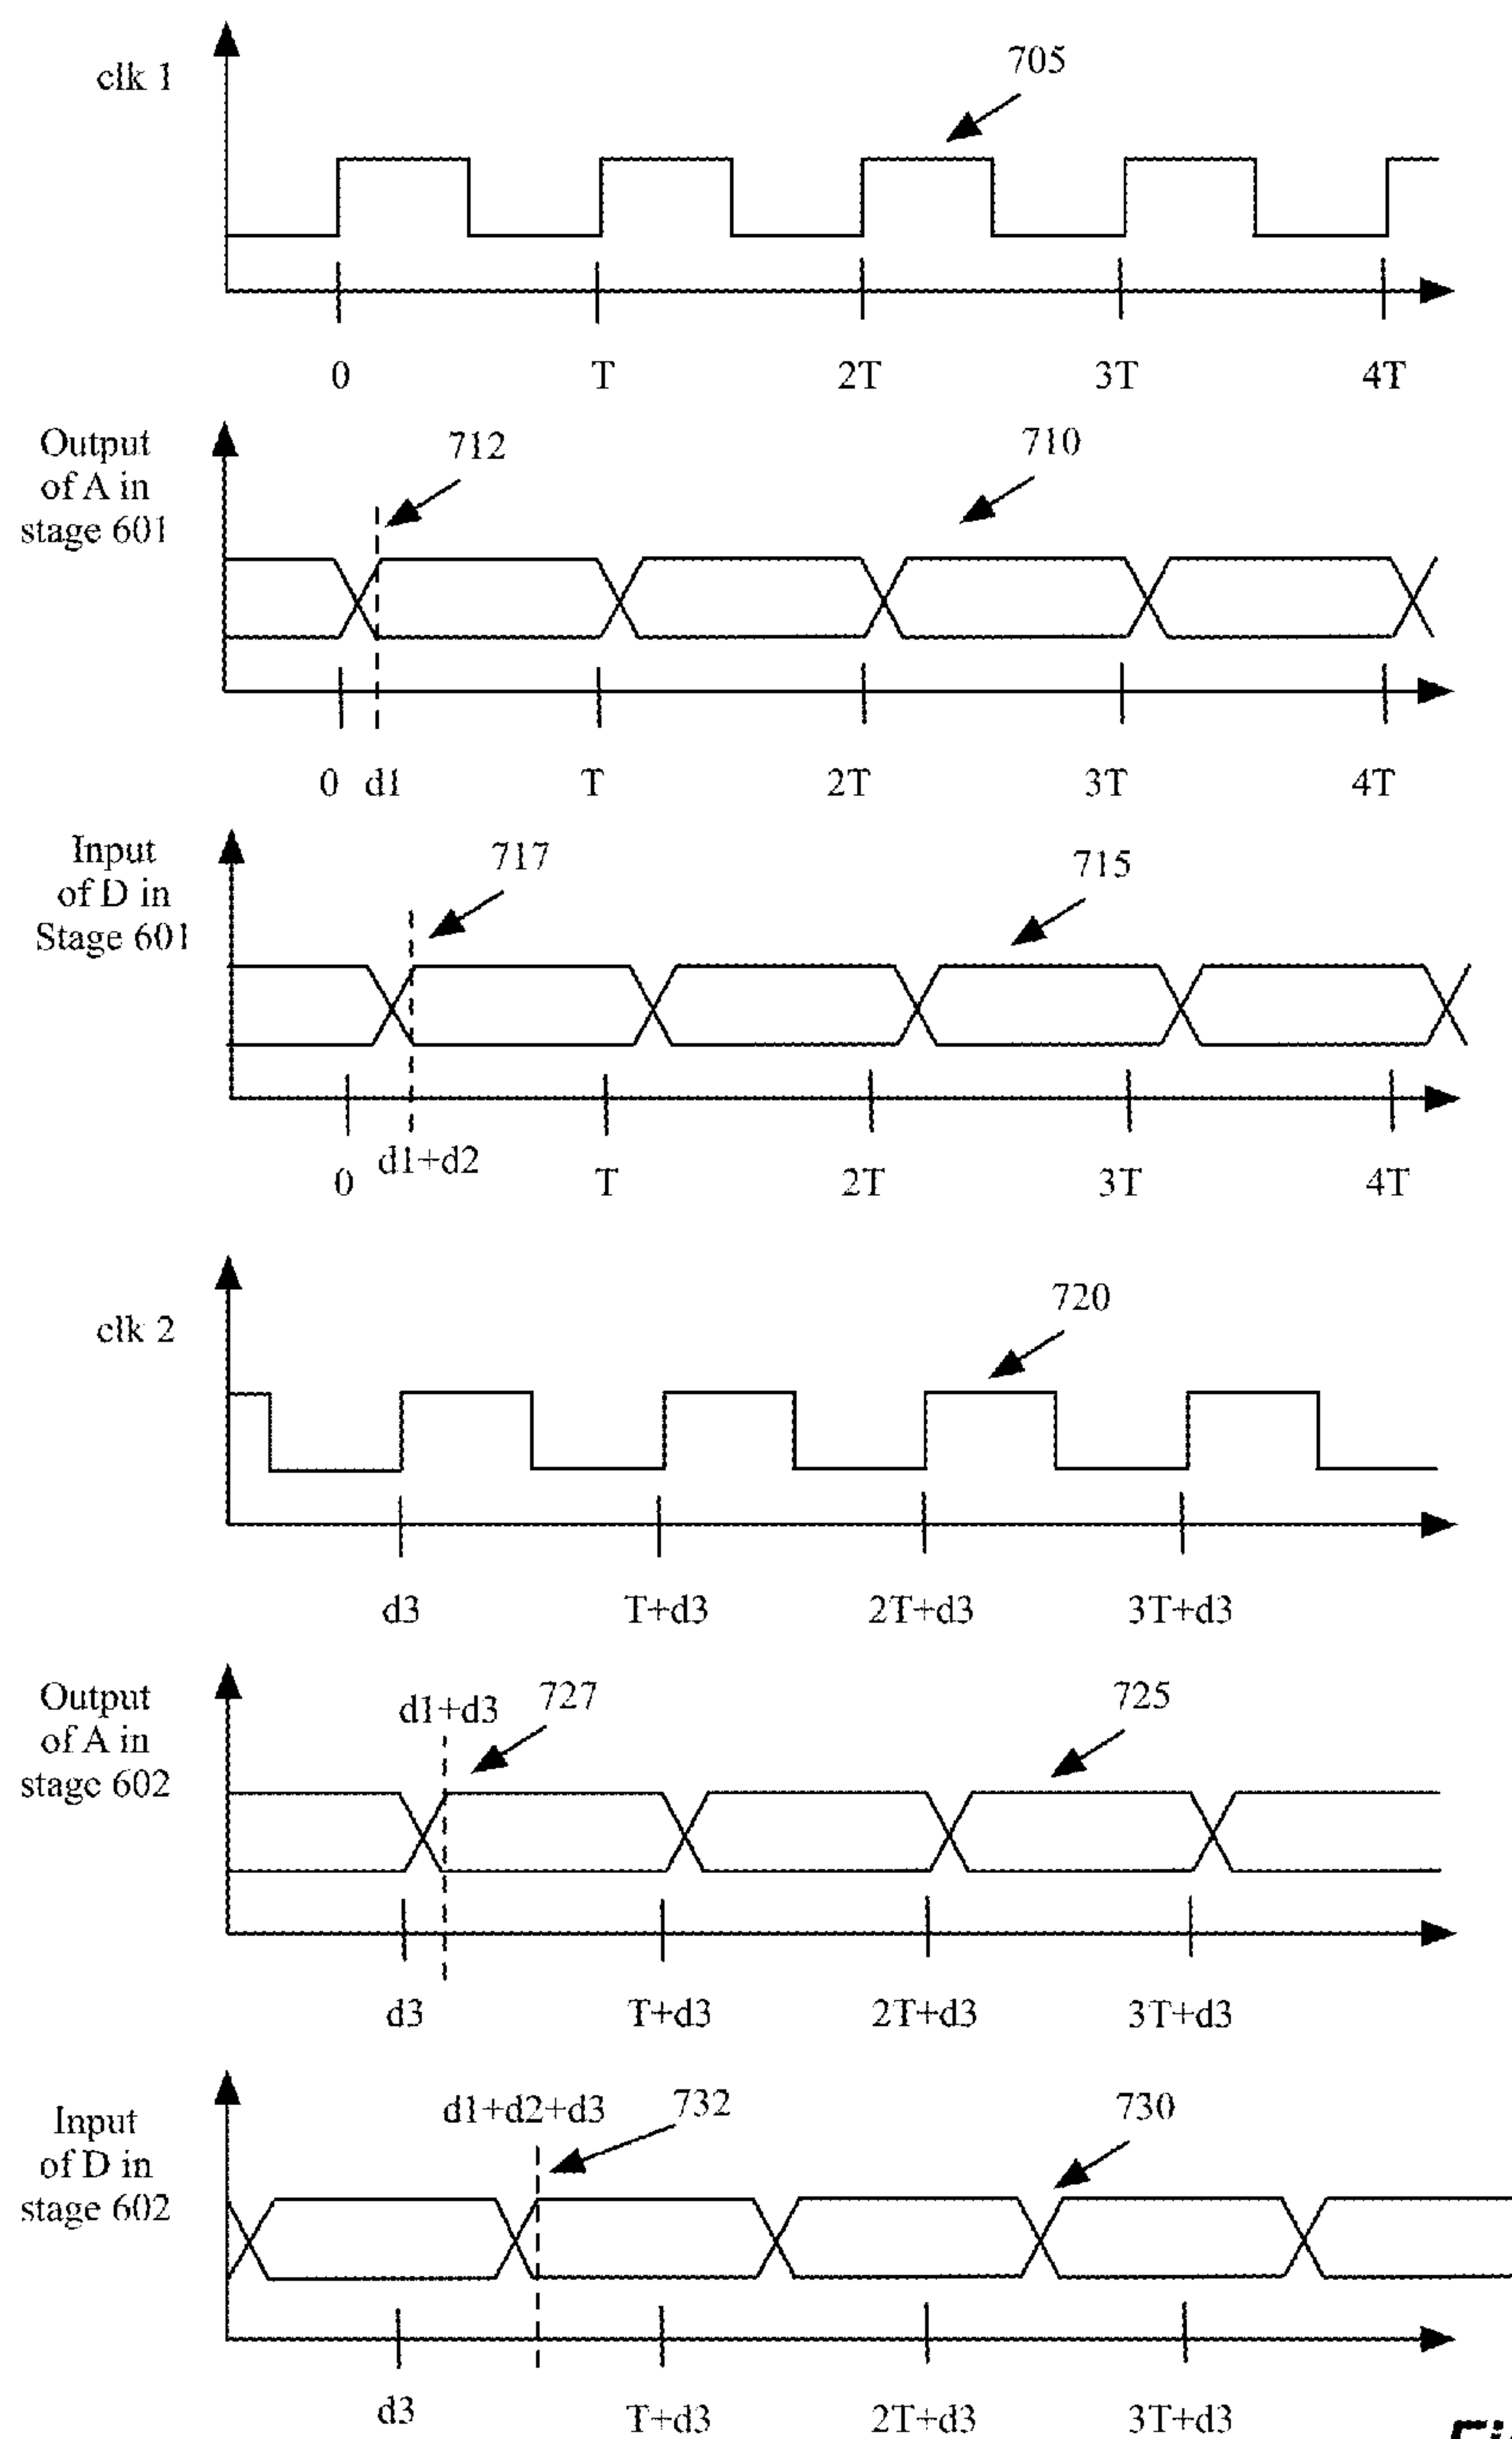 clk 1
705
0 T 2T 3T 4T
Output
of A in
stage 601
712
710
0 d1 T 2T 3T 4T
Input
of D in
Stage 601
717
715
0 d1+d2 T 2T 3T 4T
clk 2
720
d3 T+d3 2T+d3 3T+d3
Output
of A in
stage 602
d1+d3
727
725
d3 T+d3 2T+d3 3T+d3
Input
of D in
stage 602
d1+d2+d3
732
730
d3 T+d3 2T+d3 3T+d3